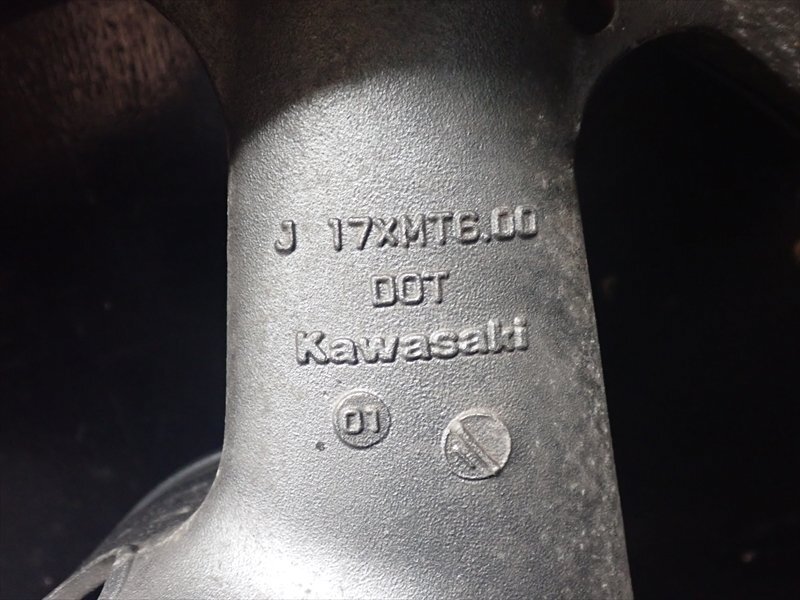 J 17XMT6.00
DOT
Kawasaki
01